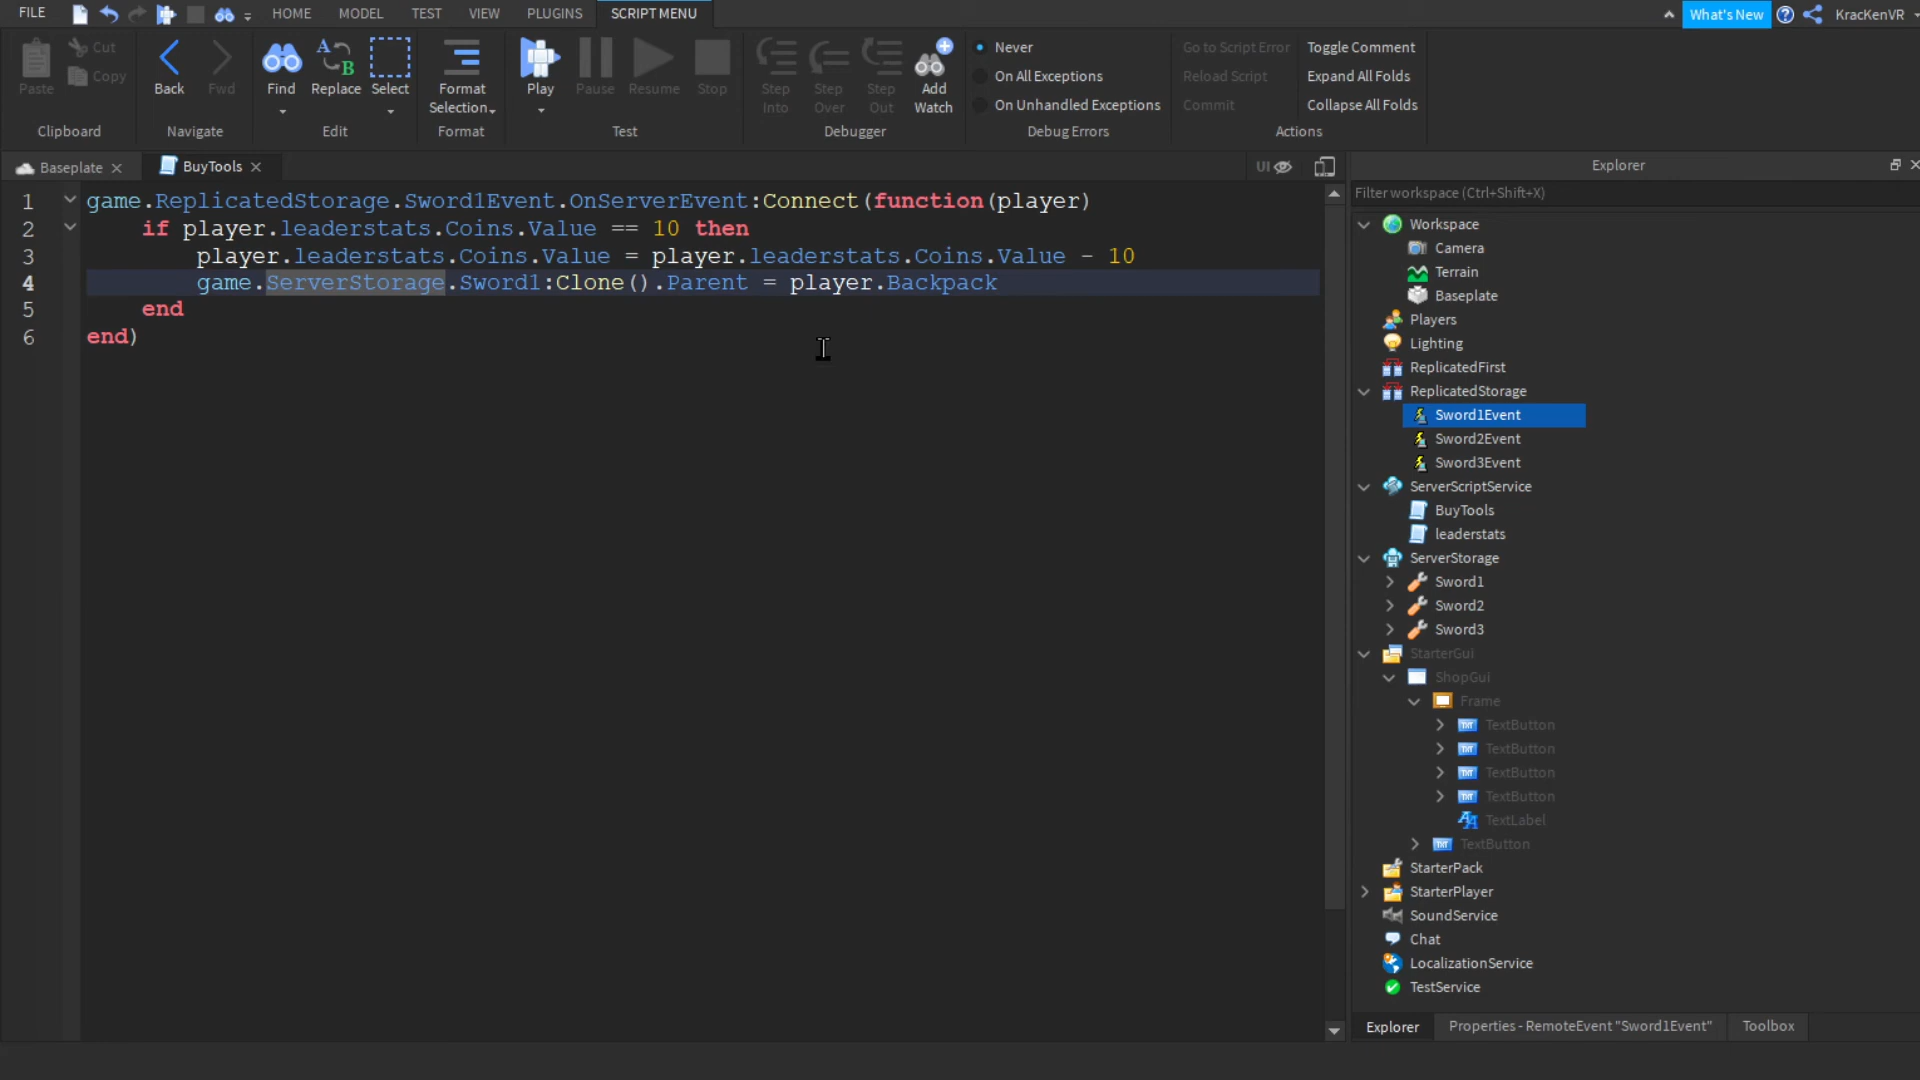 FILE HOME MODEL TEST VIEW PLUGINS SCRIPT MENU What's New KracKenVR
Paste Cut Copy
Clipboard
Back Fwd
Navigate
Find Replace Select
Edit
Format Selection
Format
Play Pause Resume Stop
Test
Step Into Step Over Step Out Add Watch
Debugger
Never
On All Exceptions
On Unhandled Exceptions
Debug Errors
Go to Script Error Toggle Comment
Reload Script Expand All Folds
Commit Collapse All Folds
Actions
Baseplate BuyTools UI
1 game.ReplicatedStorage.Sword1Event.OnServerEvent:Connect(function(player)
2 if player.leaderstats.Coins.Value == 10 then
3 player.leaderstats.Coins.Value = player.leaderstats.Coins.Value - 10
4 game.ServerStorage.Sword1:Clone().Parent = player.Backpack
5 end
6 end)
Explorer
Filter workspace (Ctrl+Shift+X)
Workspace
Camera
Terrain
Baseplate
Players
Lighting
ReplicatedFirst
ReplicatedStorage
Sword1Event
Sword2Event
Sword3Event
ServerScriptService
BuyTools
leaderstats
ServerStorage
Sword1
Sword2
Sword3
StarterGui
ShopGui
Frame
TextButton
TextButton
TextButton
TextButton
TextLabel
TextButton
StarterPack
StarterPlayer
SoundService
Chat
LocalizationService
TestService
Explorer Properties - RemoteEvent "Sword1Event" Toolbox